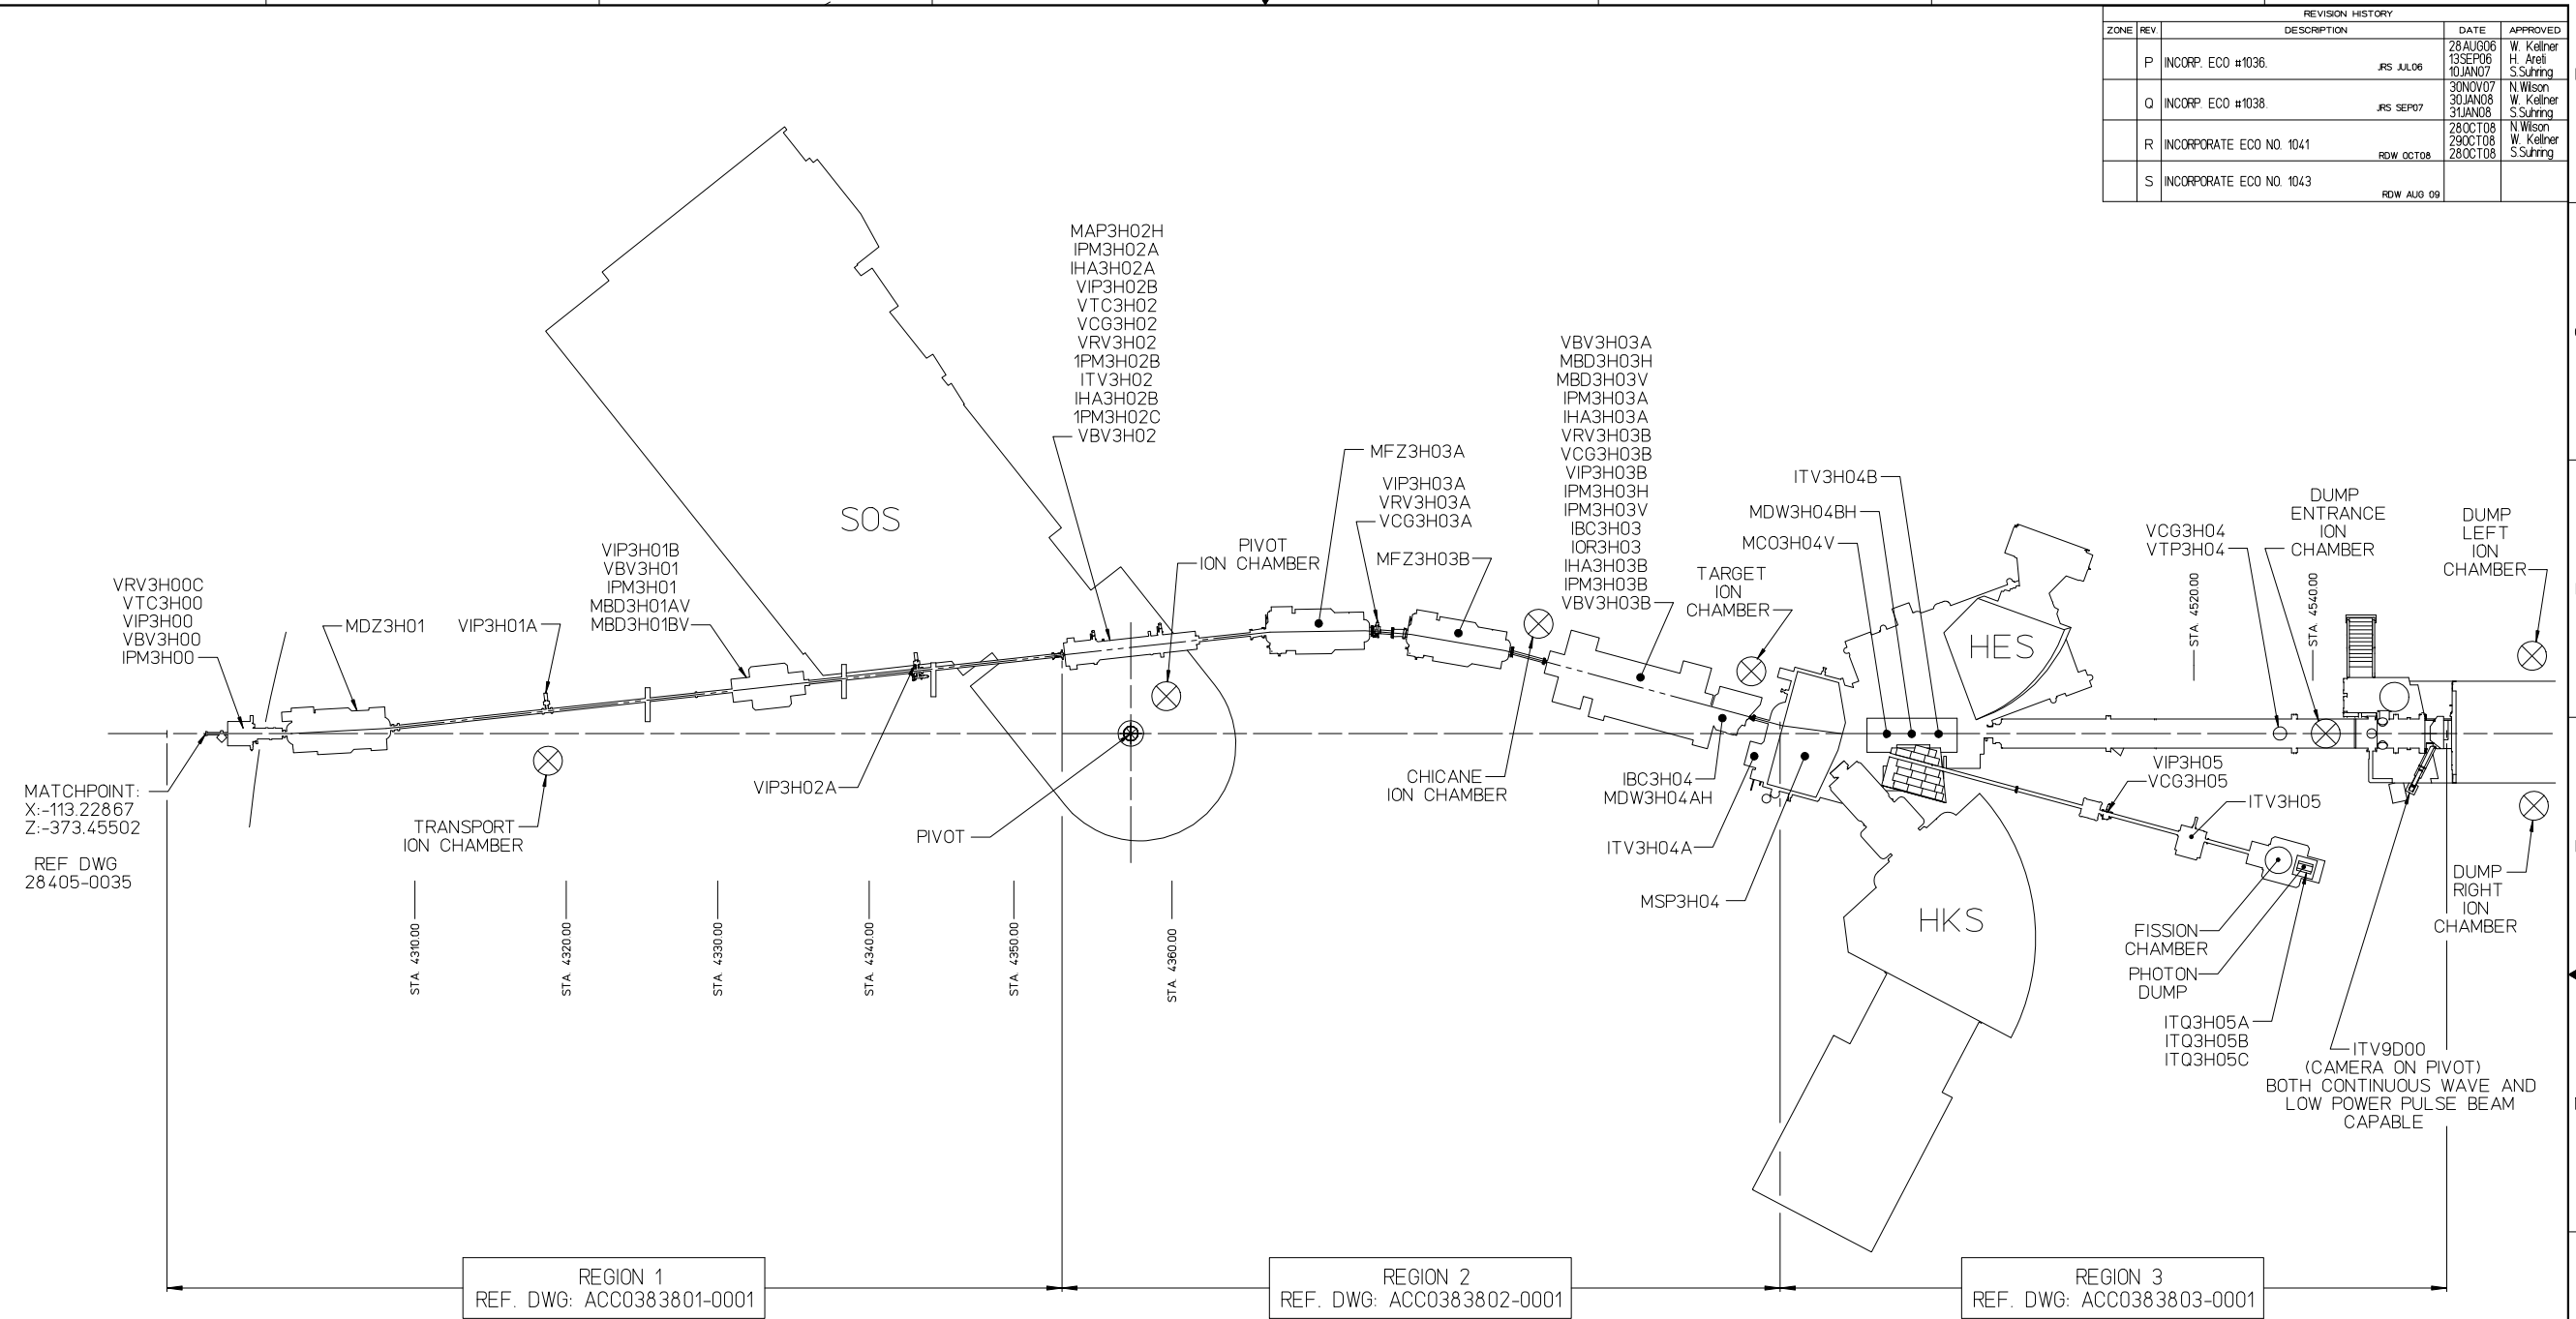 REVISION HISTORY
ZONE REV. DESCRIPTION DATE APPROVED
P INCORP. ECO #1036. JRS JUL06
28AUG06 W. Kellner
13SEP06 H. Areti
10JAN07 S.Suhring
Q INCORP. ECO #1038. JRS SEP07
30NOV07 N.Wilson
30JAN08 W. Kellner
31JAN08 S.Suhring
R INCORPORATE ECO NO. 1041 RDW OCT08
28OCT08 N.Wilson
29OCT08 W. Kellner
28OCT08 S.Suhring
S INCORPORATE ECO NO. 1043 RDW AUG 09
VRV3H00C
VTC3H00
VIP3H00
VBV3H00
IPM3H00
MATCHPOINT:
X:-113.22867
Z:-373.45502
REF DWG
28405-0035
MDZ3H01
VIP3H01A
TRANSPORT
ION CHAMBER
VIP3H01B
VBV3H01
IPM3H01
MBD3H01AV
MBD3H01BV
SOS
VIP3H02A
MAP3H02H
IPM3H02A
IHA3H02A
VIP3H02B
VTC3H02
VCG3H02
VRV3H02
1PM3H02B
ITV3H02
IHA3H02B
1PM3H02C
VBV3H02
PIVOT
PIVOT
ION CHAMBER
MFZ3H03A
VIP3H03A
VRV3H03A
VCG3H03A
MFZ3H03B
CHICANE
ION CHAMBER
VBV3H03A
MBD3H03H
MBD3H03V
IPM3H03A
IHA3H03A
VRV3H03B
VCG3H03B
VIP3H03B
IPM3H03H
IPM3H03V
IBC3H03
IOR3H03
IHA3H03B
IPM3H03B
VBV3H03B
TARGET
ION
CHAMBER
IBC3H04
MDW3H04AH
ITV3H04A
MSP3H04
ITV3H04B
MDW3H04BH
MCO3H04V
HES
HKS
VCG3H04
VTP3H04
DUMP
ENTRANCE
ION
CHAMBER
DUMP
LEFT
ION
CHAMBER
STA. 4520.00
STA. 4540.00
VIP3H05
VCG3H05
ITV3H05
FISSION
CHAMBER
PHOTON
DUMP
ITQ3H05A
ITQ3H05B
ITQ3H05C
DUMP
RIGHT
ION
CHAMBER
ITV9D00
(CAMERA ON PIVOT)
BOTH CONTINUOUS WAVE AND
LOW POWER PULSE BEAM
CAPABLE
STA. 4310.00
STA. 4320.00
STA. 4330.00
STA. 4340.00
STA. 4350.00
STA. 4360.00
REGION 1
REF. DWG: ACC0383801-0001
REGION 2
REF. DWG: ACC0383802-0001
REGION 3
REF. DWG: ACC0383803-0001